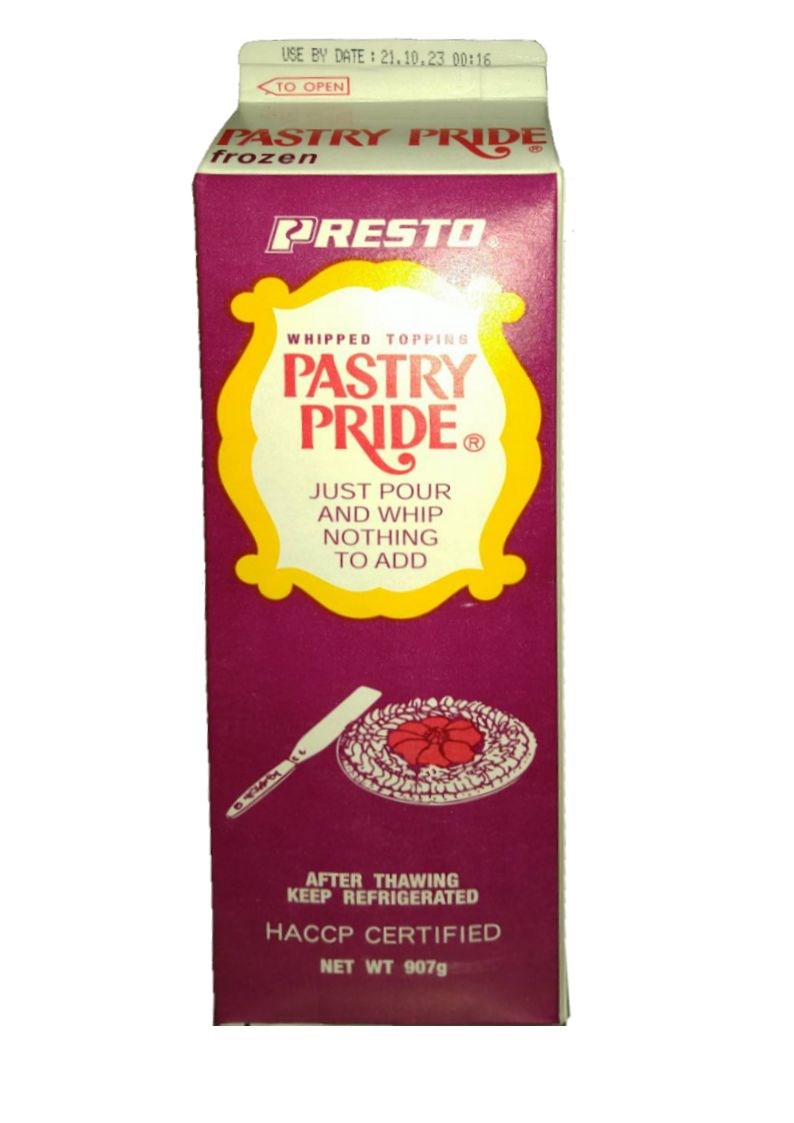 USE BY DATE : 21.10.23 00:16
TO OPEN
PASTRY PRIDE®
frozen
PRESTO®
WHIPPED TOPPING
PASTRY
PRIDE®
JUST POUR
AND WHIP
NOTHING
TO ADD
AFTER THAWING
KEEP REFRIGERATED
HACCP CERTIFIED
NET WT 907g